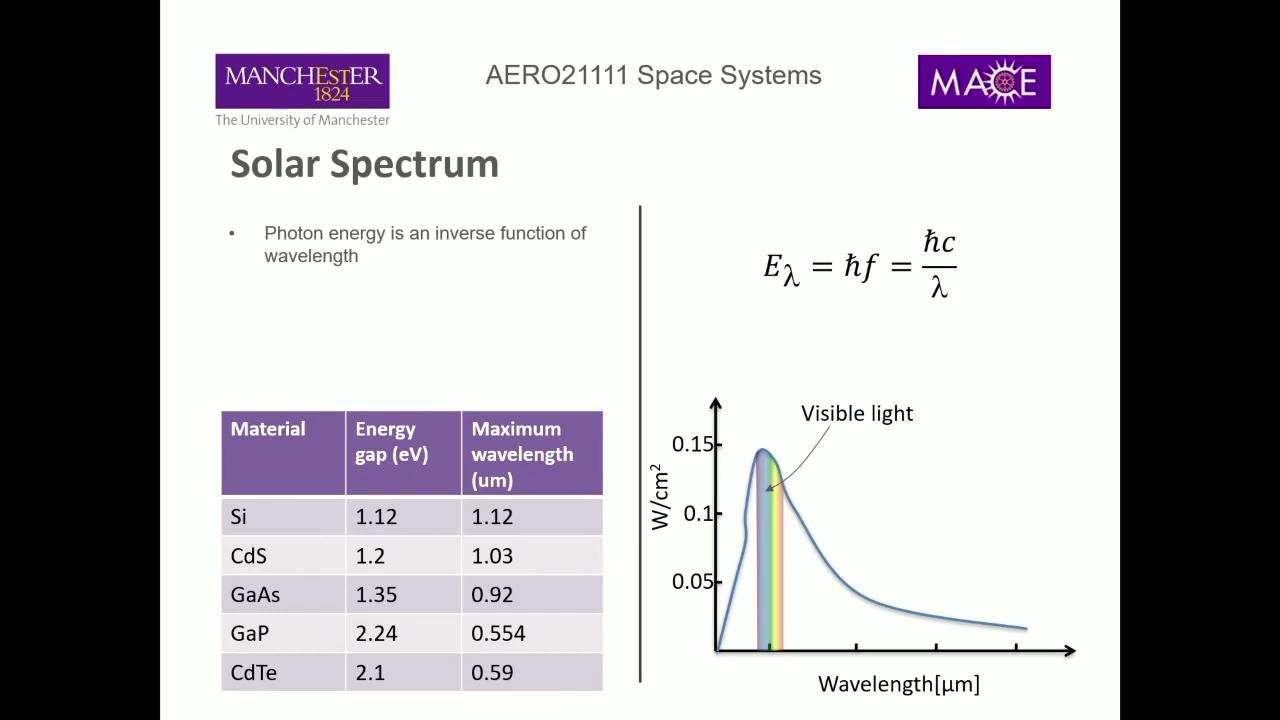 MANCHEsTER
1824
The University of Manchester
AERO21111 Space Systems
MACE
Solar Spectrum
• Photon energy is an inverse function of
wavelength
E_λ = ħf = ħc/λ
Material Energy gap (eV) Maximum wavelength (um)
Si 1.12 1.12
CdS 1.2 1.03
GaAs 1.35 0.92
GaP 2.24 0.554
CdTe 2.1 0.59
Visible light
W/cm²
0.15
0.1
0.05
Wavelength[µm]